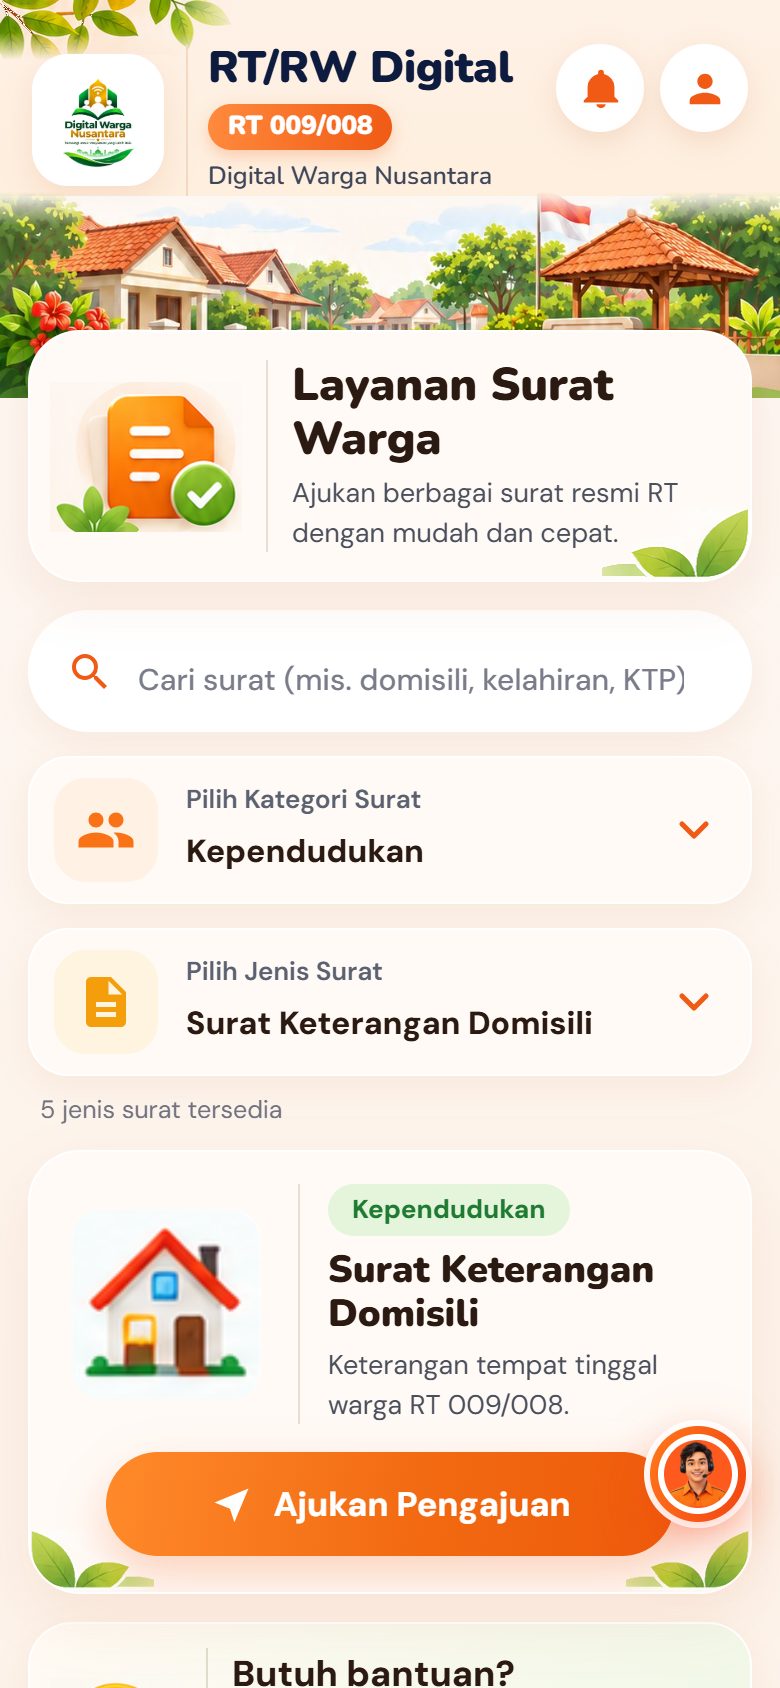 RT/RW Digital
RT 009/008
Digital Warga Nusantara
Digital Warga
Nusantara
Layanan Surat
Warga
Ajukan berbagai surat resmi RT
dengan mudah dan cepat.
Cari surat (mis. domisili, kelahiran, KTP)
Pilih Kategori Surat
Kependudukan
Pilih Jenis Surat
Surat Keterangan Domisili
5 jenis surat tersedia
Kependudukan
Surat Keterangan
Domisili
Keterangan tempat tinggal
warga RT 009/008.
Ajukan Pengajuan
Butuh bantuan?